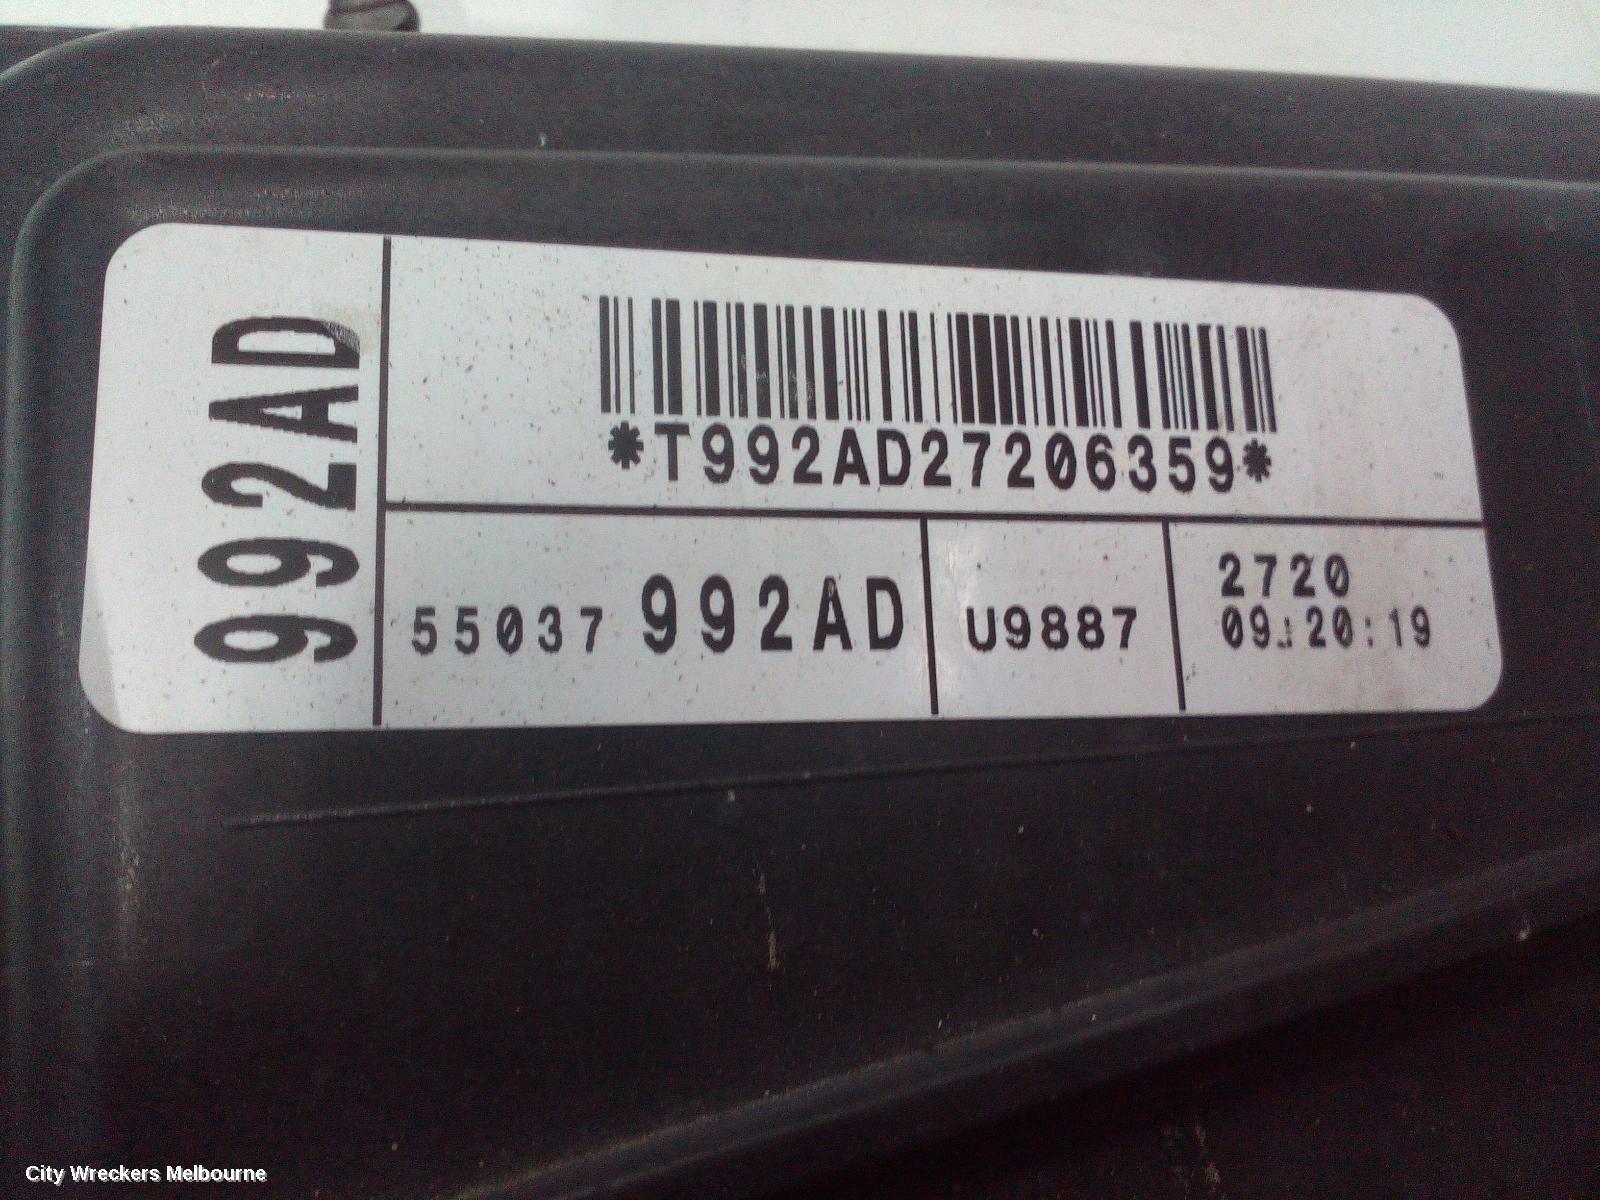 992AD
*T992AD27206359*
55037 992AD
U9887
2720
09:20:19
City Wreckers Melbourne